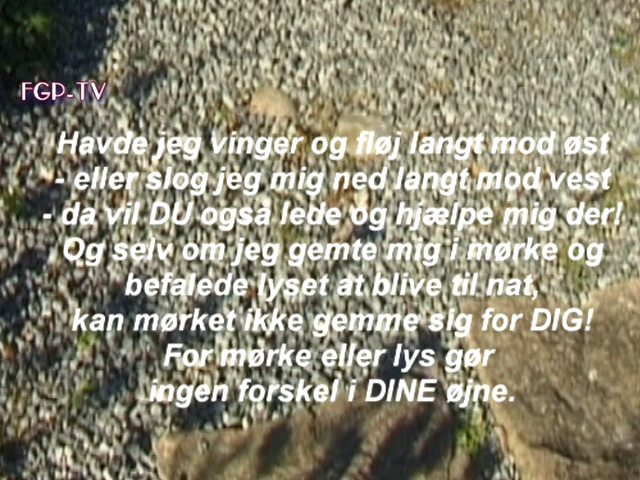 FGP-TV
Havde jeg vinger og fløj langt mod øst
- eller slog jeg mig ned langt mod vest
- da vil DU også lede og hjælpe mig der!
Og selv om jeg gemte mig i mørke og
befalede lyset at blive til nat,
kan mørket ikke gemme sig for DIG!
For mørke eller lys gør
ingen forskel i DINE øjne.